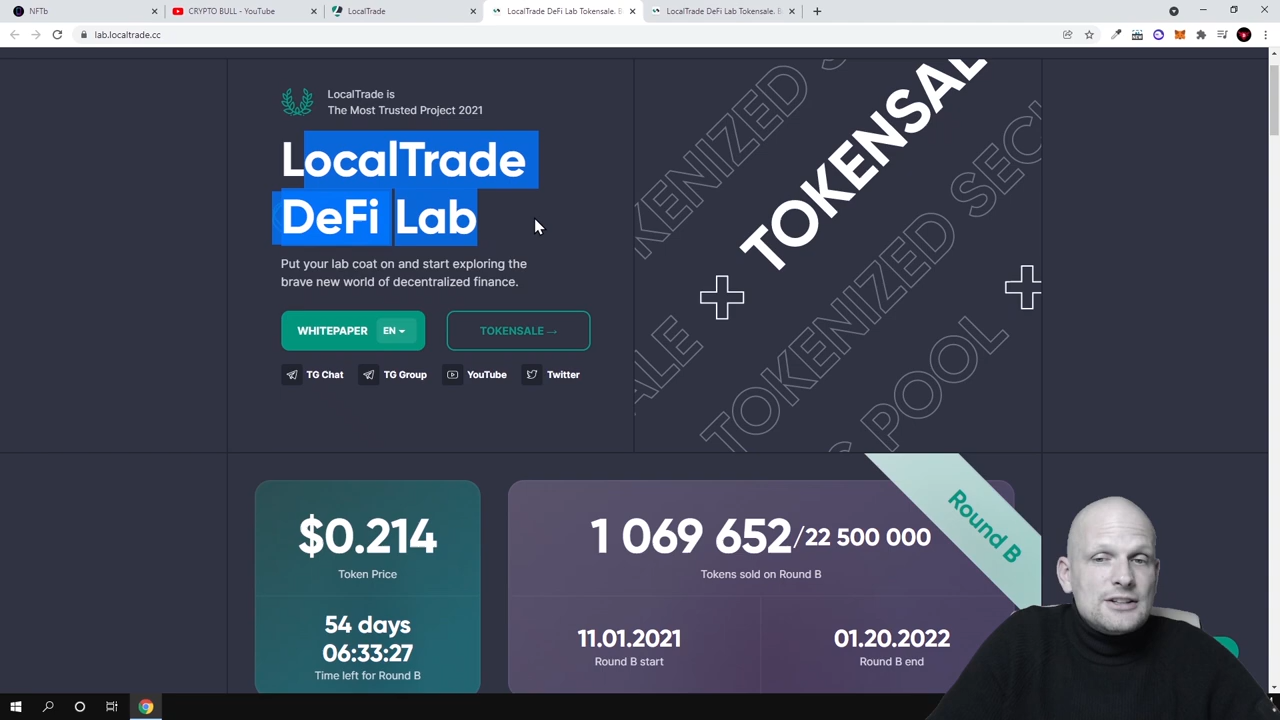 NFTb
CRYPTO BULL - YouTube
LocalTrade
LocalTrade DeFi Lab Tokensale. B
LocalTrade DeFi Lab Tokensale. B
lab.localtrade.cc
LocalTrade is
The Most Trusted Project 2021
LocalTrade
DeFi Lab
Put your lab coat on and start exploring the
brave new world of decentralized finance.
WHITEPAPER EN
TOKENSALE →
TG Chat
TG Group
YouTube
Twitter
TOKENIZED S
TOKENSAL
TOKENIZED SEC
ALE
TOKENIZED
S POOL
$0.214
Token Price
54 days
06:33:27
Time left for Round B
1 069 652/22 500 000
Tokens sold on Round B
Round B
11.01.2021
Round B start
01.20.2022
Round B end